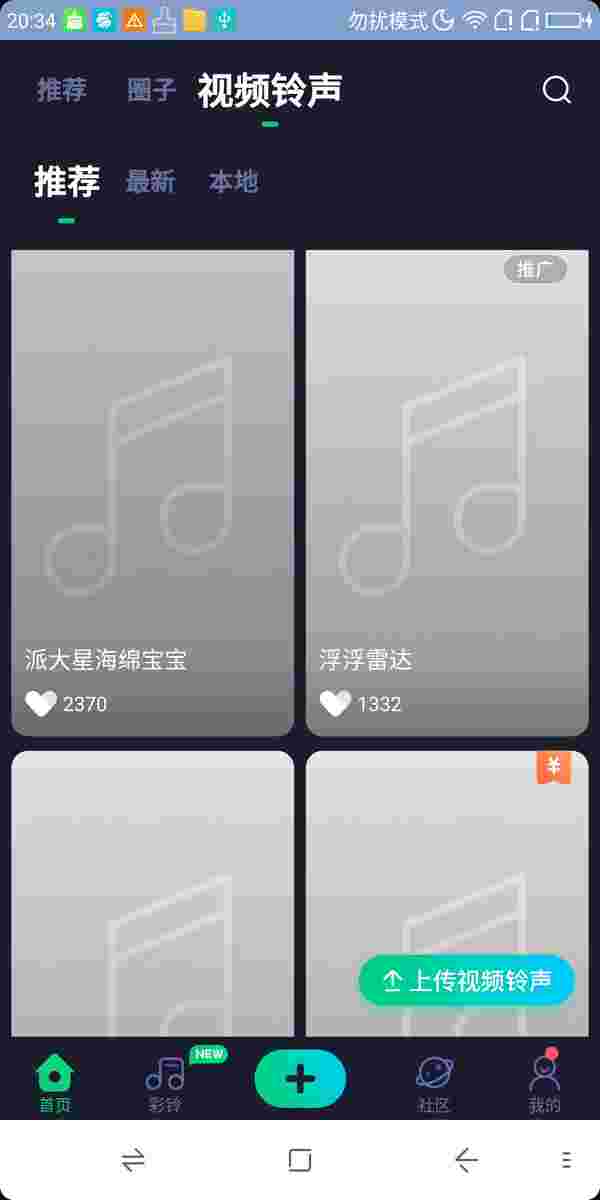 20:34 勿扰模式
推荐 圈子 视频铃声
推荐 最新 本地
推广
派大星海绵宝宝
2370
浮浮雷达
1332
¥
上传视频铃声
NEW
首页 彩铃 社区 我的